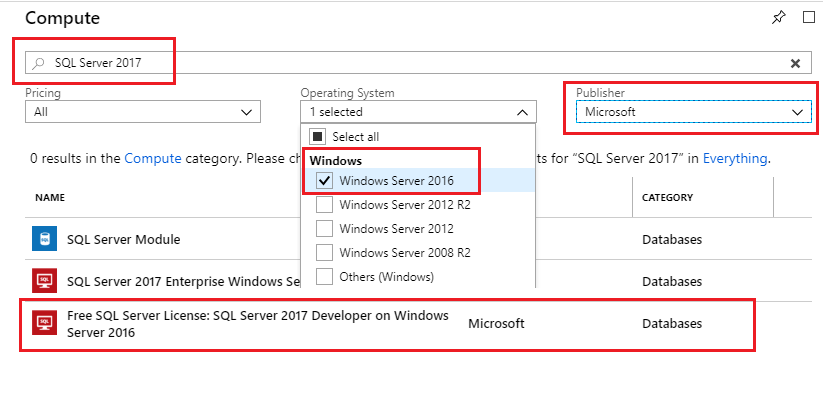 Compute
SQL Server 2017
Pricing
Operating System
Publisher
All
1 selected
Microsoft
Select all
0 results in the Compute category. Please ch
ts for “SQL Server 2017” in Everything.
Windows
Windows Server 2016
NAME
CATEGORY
Windows Server 2012 R2
Windows Server 2012
SQL Server Module
Databases
Windows Server 2008 R2
Others (Windows)
SQL Server 2017 Enterprise Windows Se
Databases
Free SQL Server License: SQL Server 2017 Developer on Windows
Server 2016
Microsoft
Databases
SQL
SQL